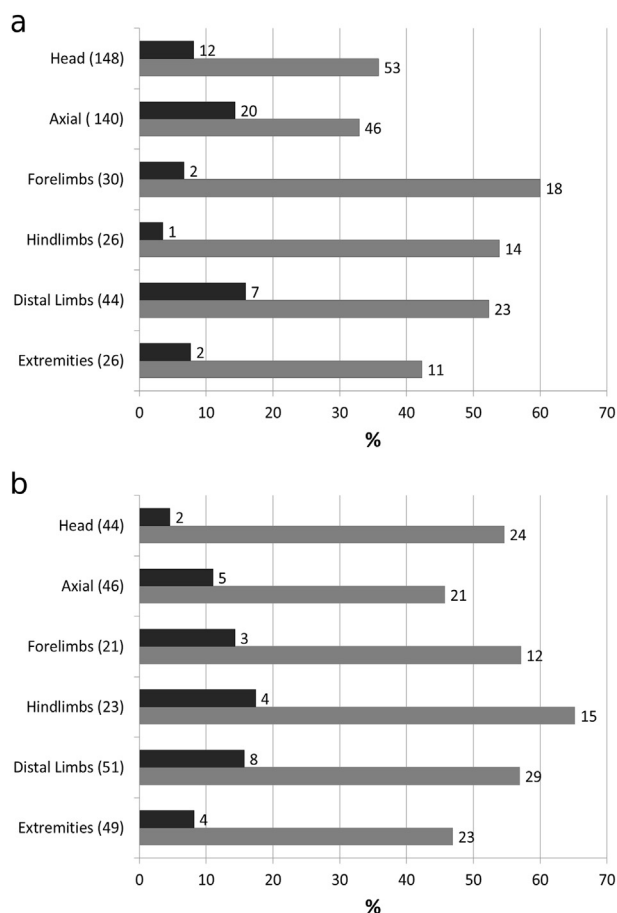 a
Head (148)
12
53
Axial ( 140)
20
46
Forelimbs (30)
2
18
Hindlimbs (26)
1
14
Distal Limbs (44)
7
23
Extremities (26)
2
11
0 10 20 30 40 50 60 70
%
b
Head (44)
2
24
Axial (46)
5
21
Forelimbs (21)
3
12
Hindlimbs (23)
4
15
Distal Limbs (51)
8
29
Extremities (49)
4
23
0 10 20 30 40 50 60 70
%